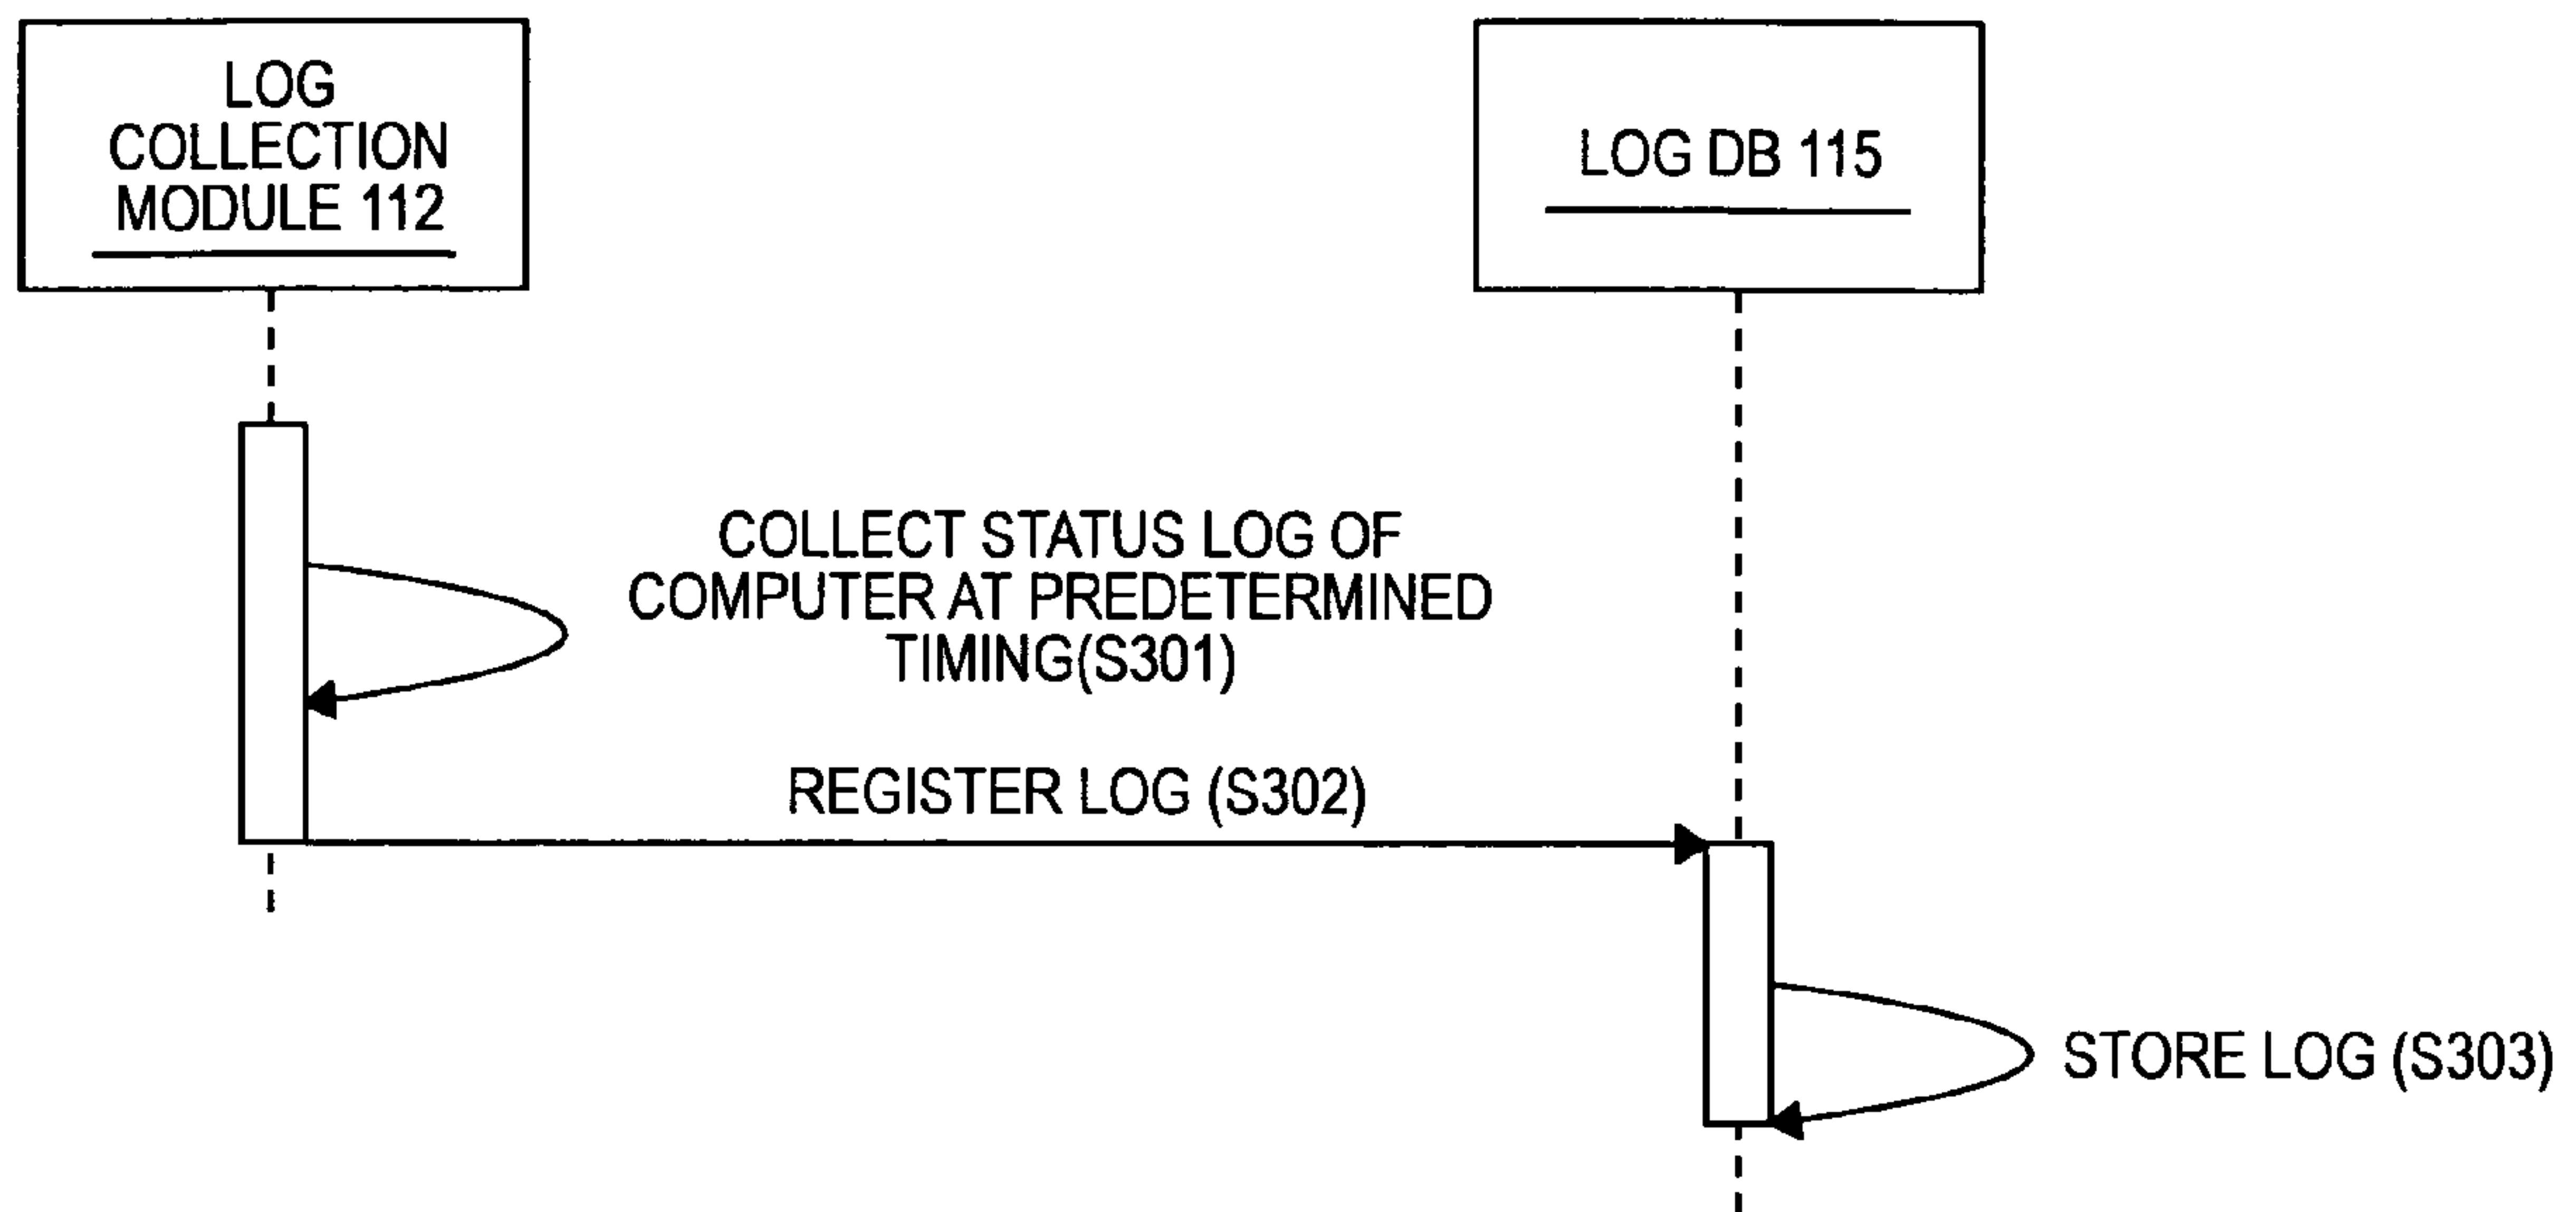 LOG
COLLECTION
MODULE 112
LOG DB 115
COLLECT STATUS LOG OF
COMPUTER AT PREDETERMINED
TIMING(S301)
REGISTER LOG (S302)
STORE LOG (S303)